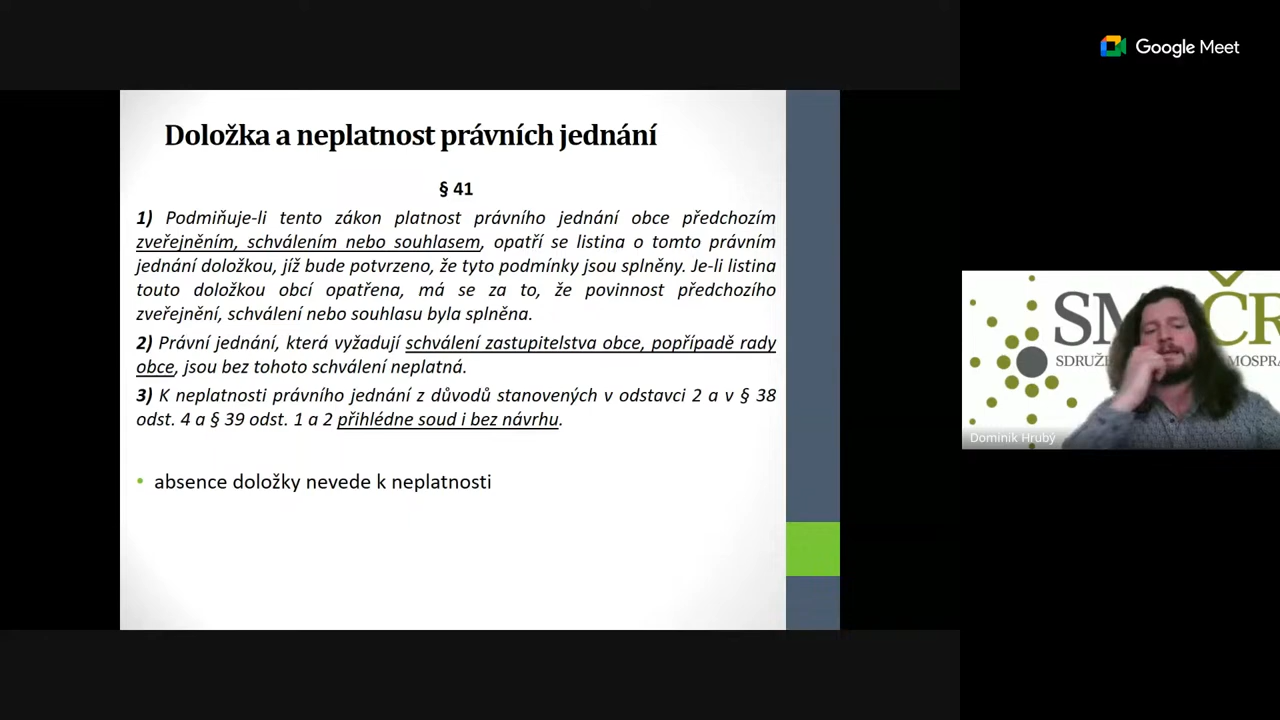 Google Meet
Doložka a neplatnost právních jednání
§ 41
1) Podmiňuje-li tento zákon platnost právního jednání obce předchozím
zveřejněním, schválením nebo souhlasem, opatří se listina o tomto právním
jednání doložkou, jíž bude potvrzeno, že tyto podmínky jsou splněny. Je-li listina
touto doložkou obcí opatřena, má se za to, že povinnost předchozího
zveřejnění, schválení nebo souhlasu byla splněna.
2) Právní jednání, která vyžadují schválení zastupitelstva obce, popřípadě rady
obce, jsou bez tohoto schválení neplatná.
3) K neplatnosti právního jednání z důvodů stanovených v odstavci 2 a v § 38
odst. 4 a § 39 odst. 1 a 2 přihlédne soud i bez návrhu.
• absence doložky nevede k neplatnosti
Dominik Hrubý